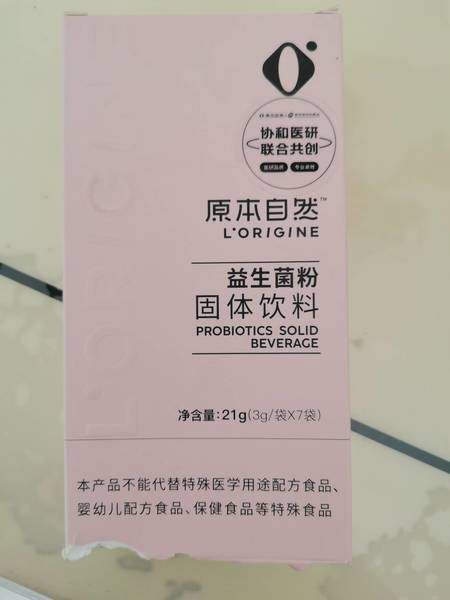 协和医研
联合共创
原本自然™
L'ORIGINE
益生菌粉
固体饮料
PROBIOTICS SOLID
BEVERAGE
净含量:21g(3g/袋X7袋)
本产品不能代替特殊医学用途配方食品、
婴幼儿配方食品、保健食品等特殊食品
L'ORIGINE